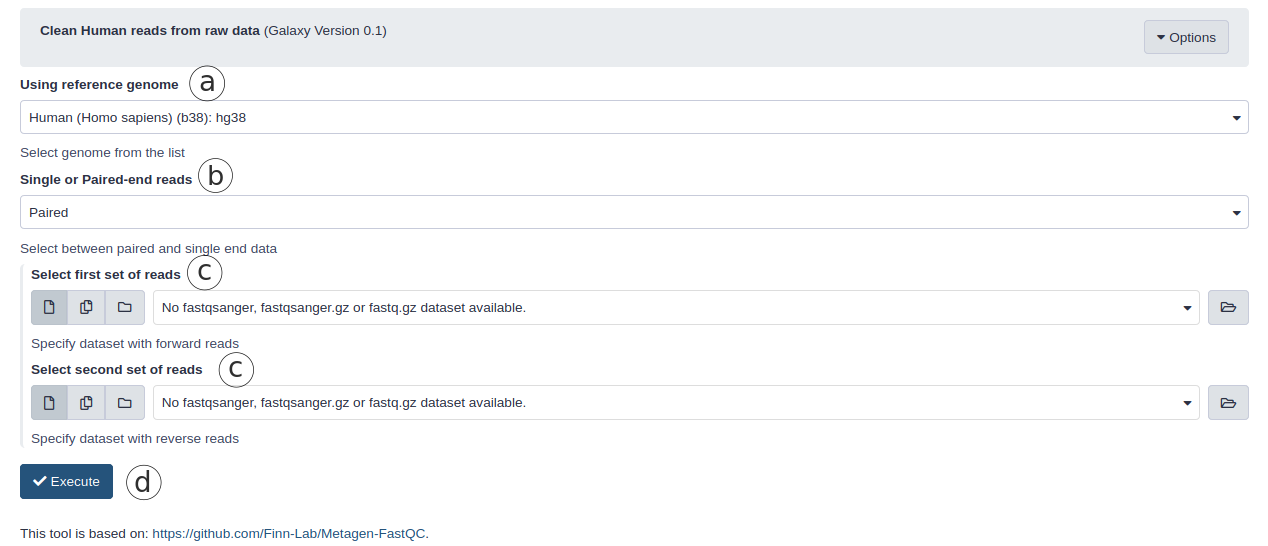 Clean Human reads from raw data (Galaxy Version 0.1)
Options
Using reference genome a
Human (Homo sapiens) (b38): hg38
Select genome from the list
Single or Paired-end reads b
Paired
Select between paired and single end data
Select first set of reads c
No fastqsanger, fastqsanger.gz or fastq.gz dataset available.
Specify dataset with forward reads
Select second set of reads c
No fastqsanger, fastqsanger.gz or fastq.gz dataset available.
Specify dataset with reverse reads
Execute d
This tool is based on: https://github.com/Finn-Lab/Metagen-FastQC.